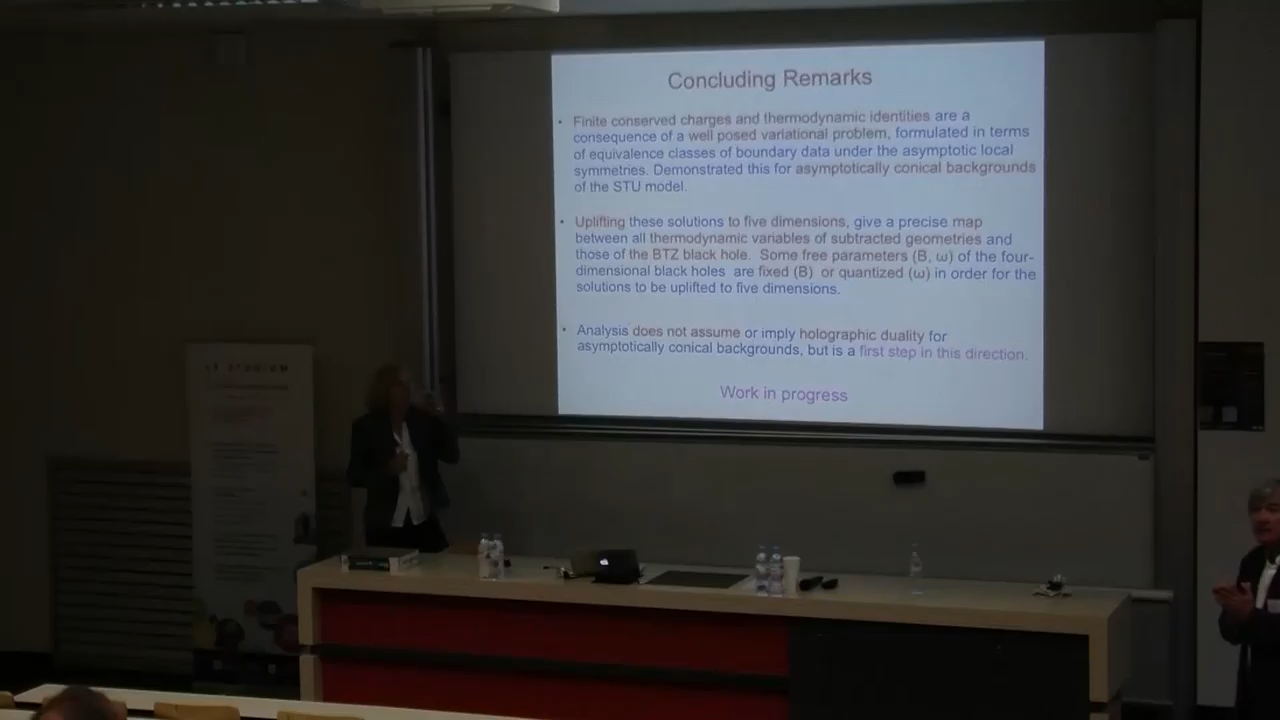 Concluding Remarks
• Finite conserved charges and thermodynamic identities are a
consequence of a well posed variational problem, formulated in terms
of equivalence classes of boundary data under the asymptotic local
symmetries. Demonstrated this for asymptotically conical backgrounds
of the STU model.
• Uplifting these solutions to five dimensions, give a precise map
between all thermodynamic variables of subtracted geometries and
those of the BTZ black hole. Some free parameters (B, ω) of the four-
dimensional black holes are fixed (B) or quantized (ω) in order for the
solutions to be uplifted to five dimensions.
• Analysis does not assume or imply holographic duality for
asymptotically conical backgrounds, but is a first step in this direction.
Work in progress